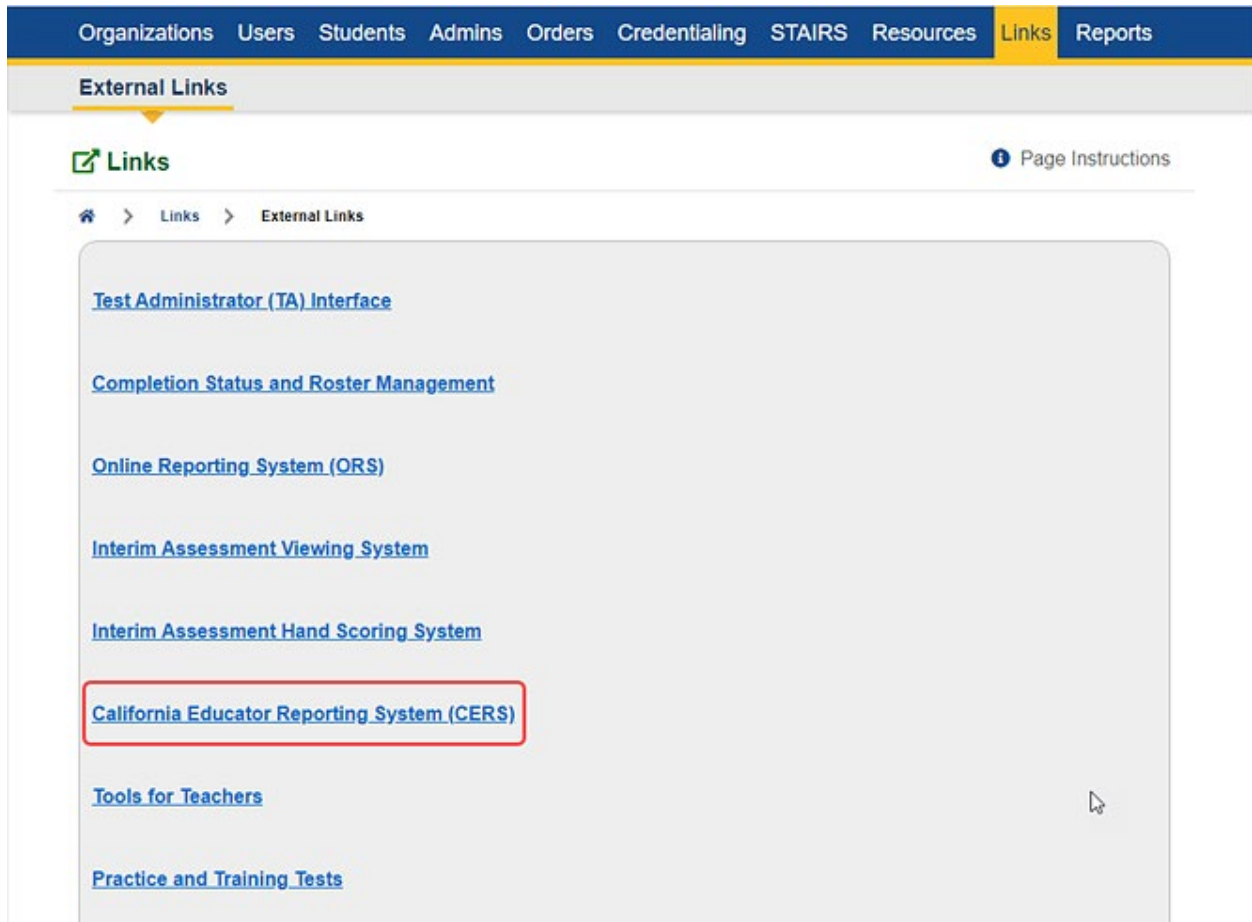 Organizations Users Students Admins Orders Credentialing STAIRS Resources Links Reports
External Links
Links
Page Instructions
Links > External Links
Test Administrator (TA) Interface
Completion Status and Roster Management
Online Reporting System (ORS)
Interim Assessment Viewing System
Interim Assessment Hand Scoring System
California Educator Reporting System (CERS)
Tools for Teachers
Practice and Training Tests